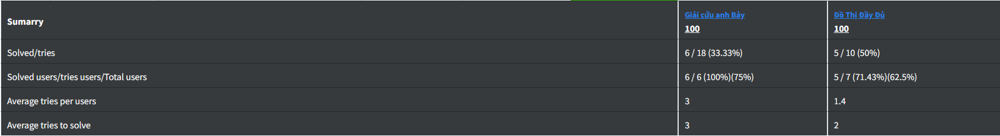 Sumarry
Giải cứu anh Bảy
100
Đồ Thị Đầy Đủ
100
Solved/tries
6 / 18 (33.33%)
5 / 10 (50%)
Solved users/tries users/Total users
6 / 6 (100%)(75%)
5 / 7 (71.43%)(62.5%)
Average tries per users
3
1.4
Average tries to solve
3
2